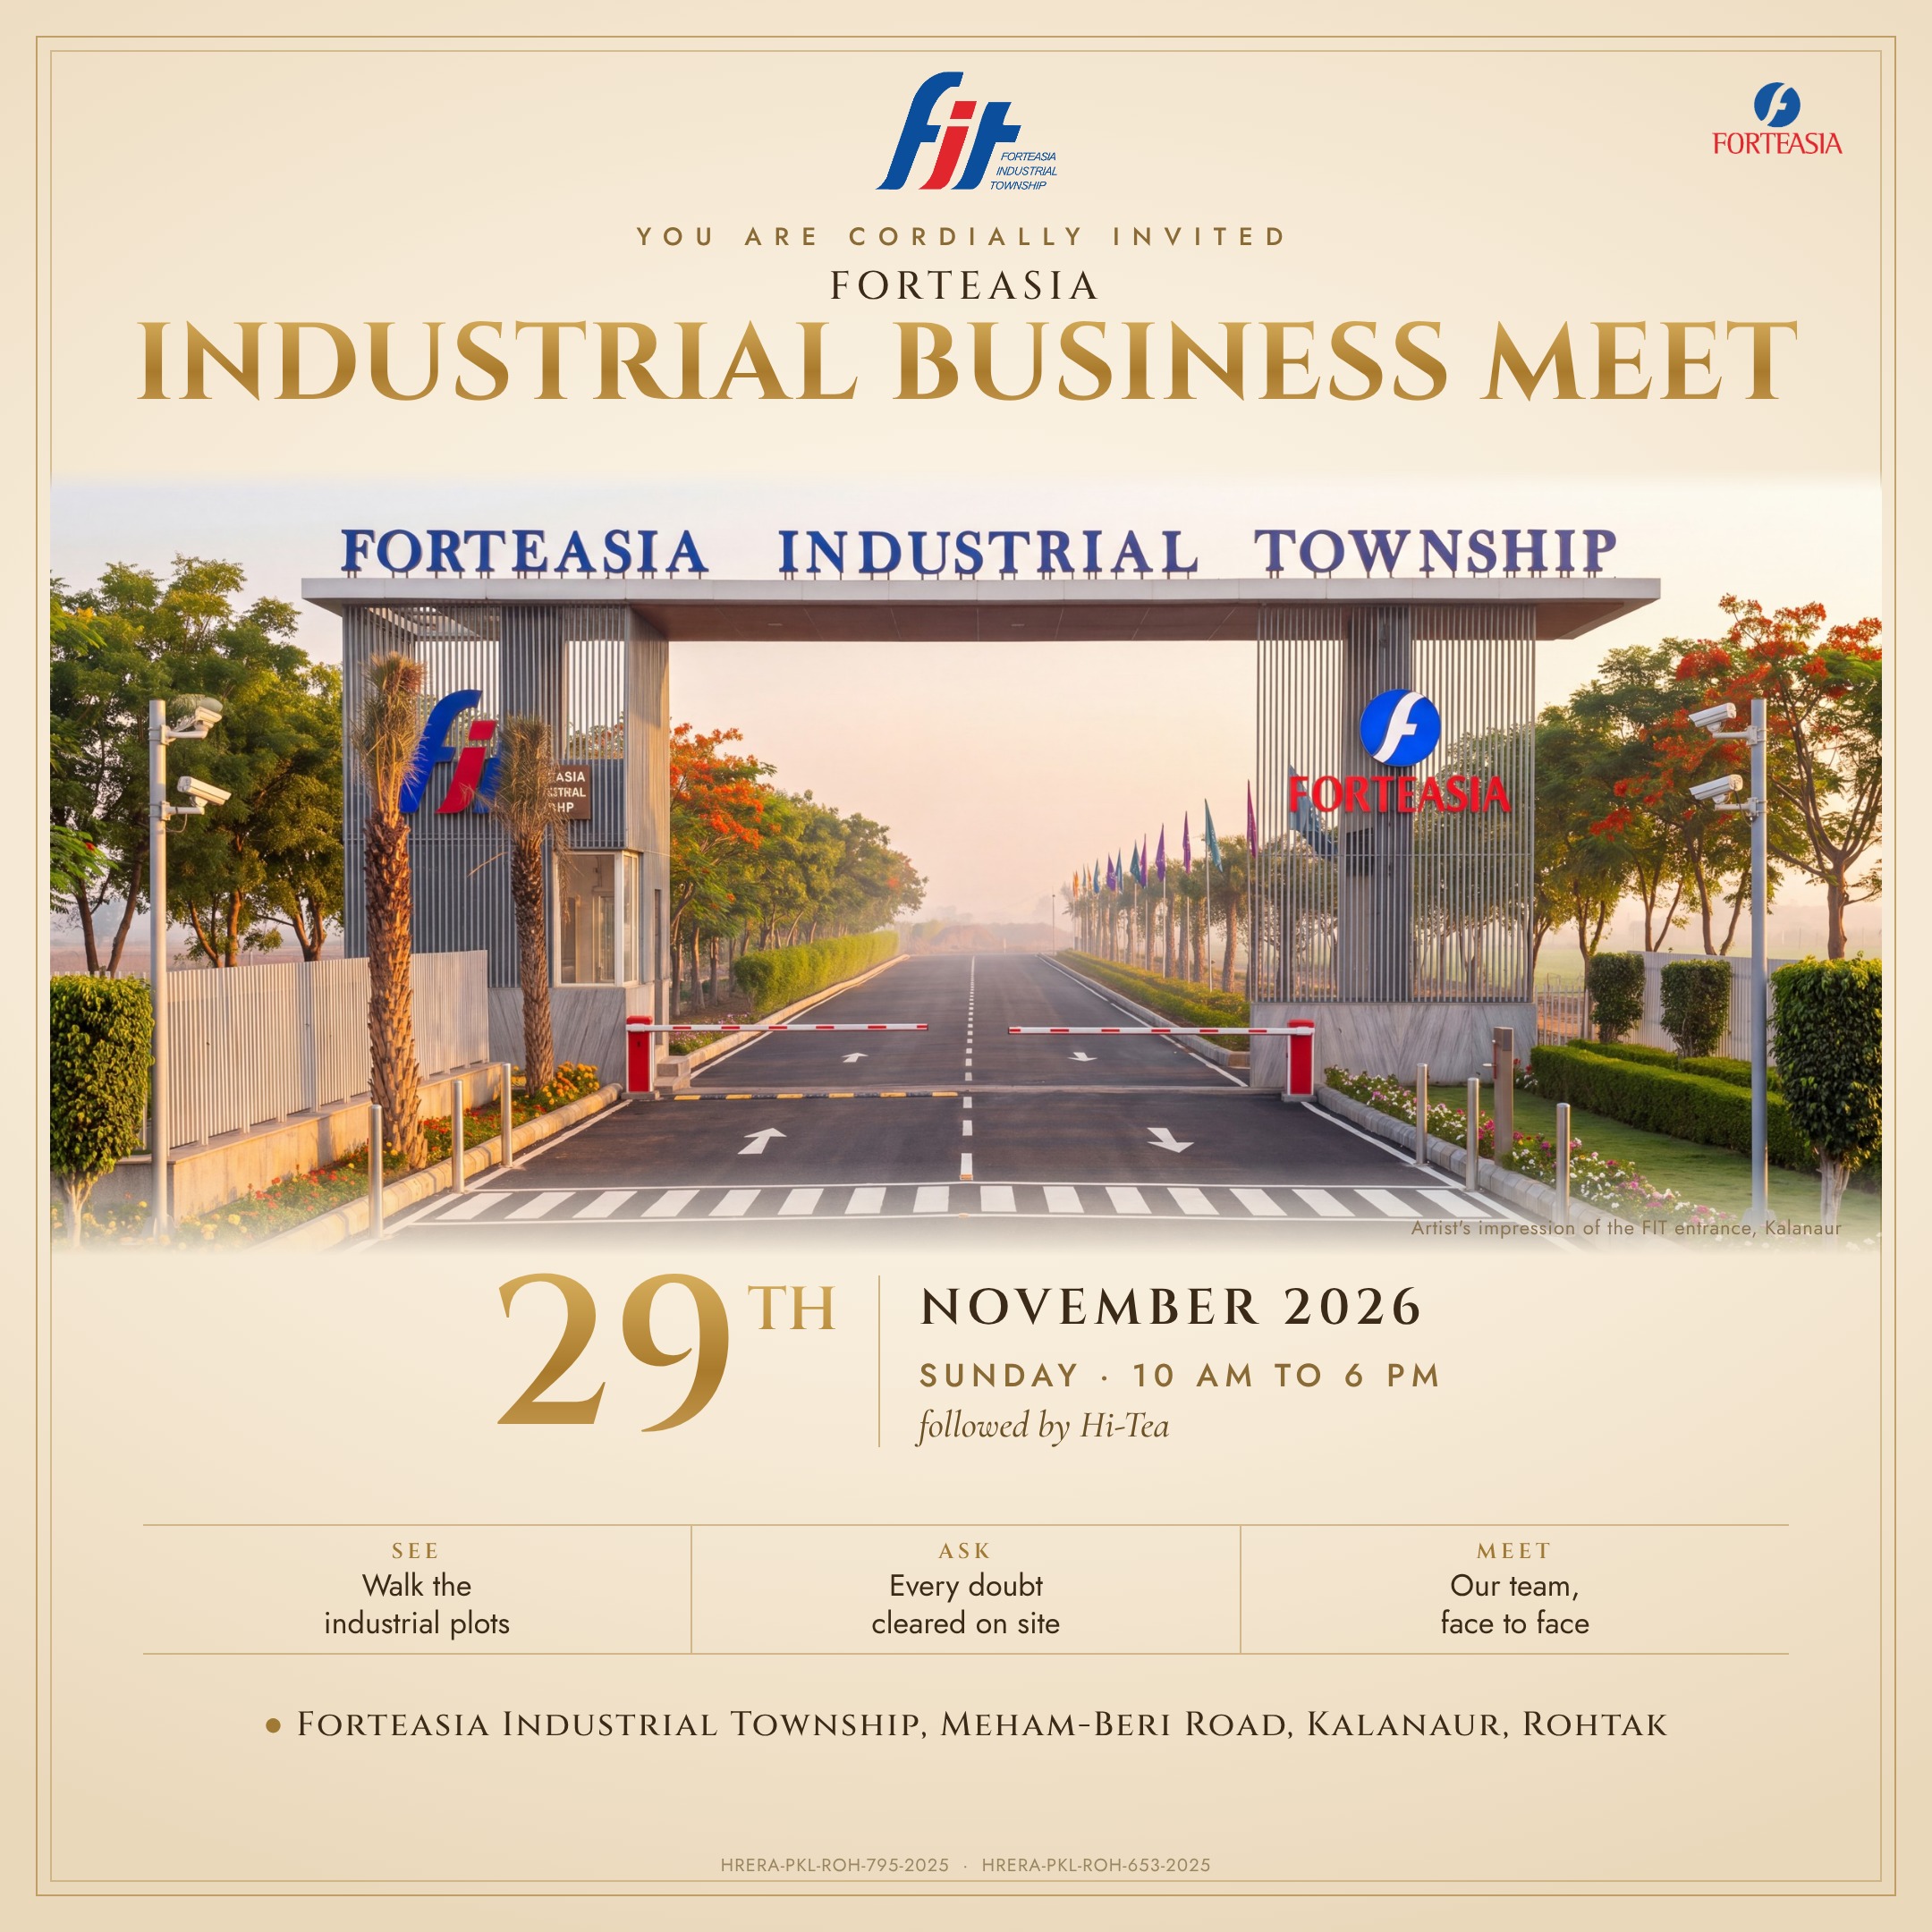 fit
FORTEASIA
INDUSTRIAL
TOWNSHIP
FORTEASIA
YOU ARE CORDIALLY INVITED
FORTEASIA
INDUSTRIAL BUSINESS MEET
FORTEASIA INDUSTRIAL TOWNSHIP
FORTEASIA
Artist's impression of the FIT entrance, Kalanaur
29TH
NOVEMBER 2026
SUNDAY · 10 AM TO 6 PM
followed by Hi-Tea
SEE
Walk the
industrial plots
ASK
Every doubt
cleared on site
MEET
Our team,
face to face
FORTEASIA INDUSTRIAL TOWNSHIP, MEHAM-BERI ROAD, KALANAUR, ROHTAK
HRERA-PKL-ROH-795-2025 · HRERA-PKL-ROH-653-2025